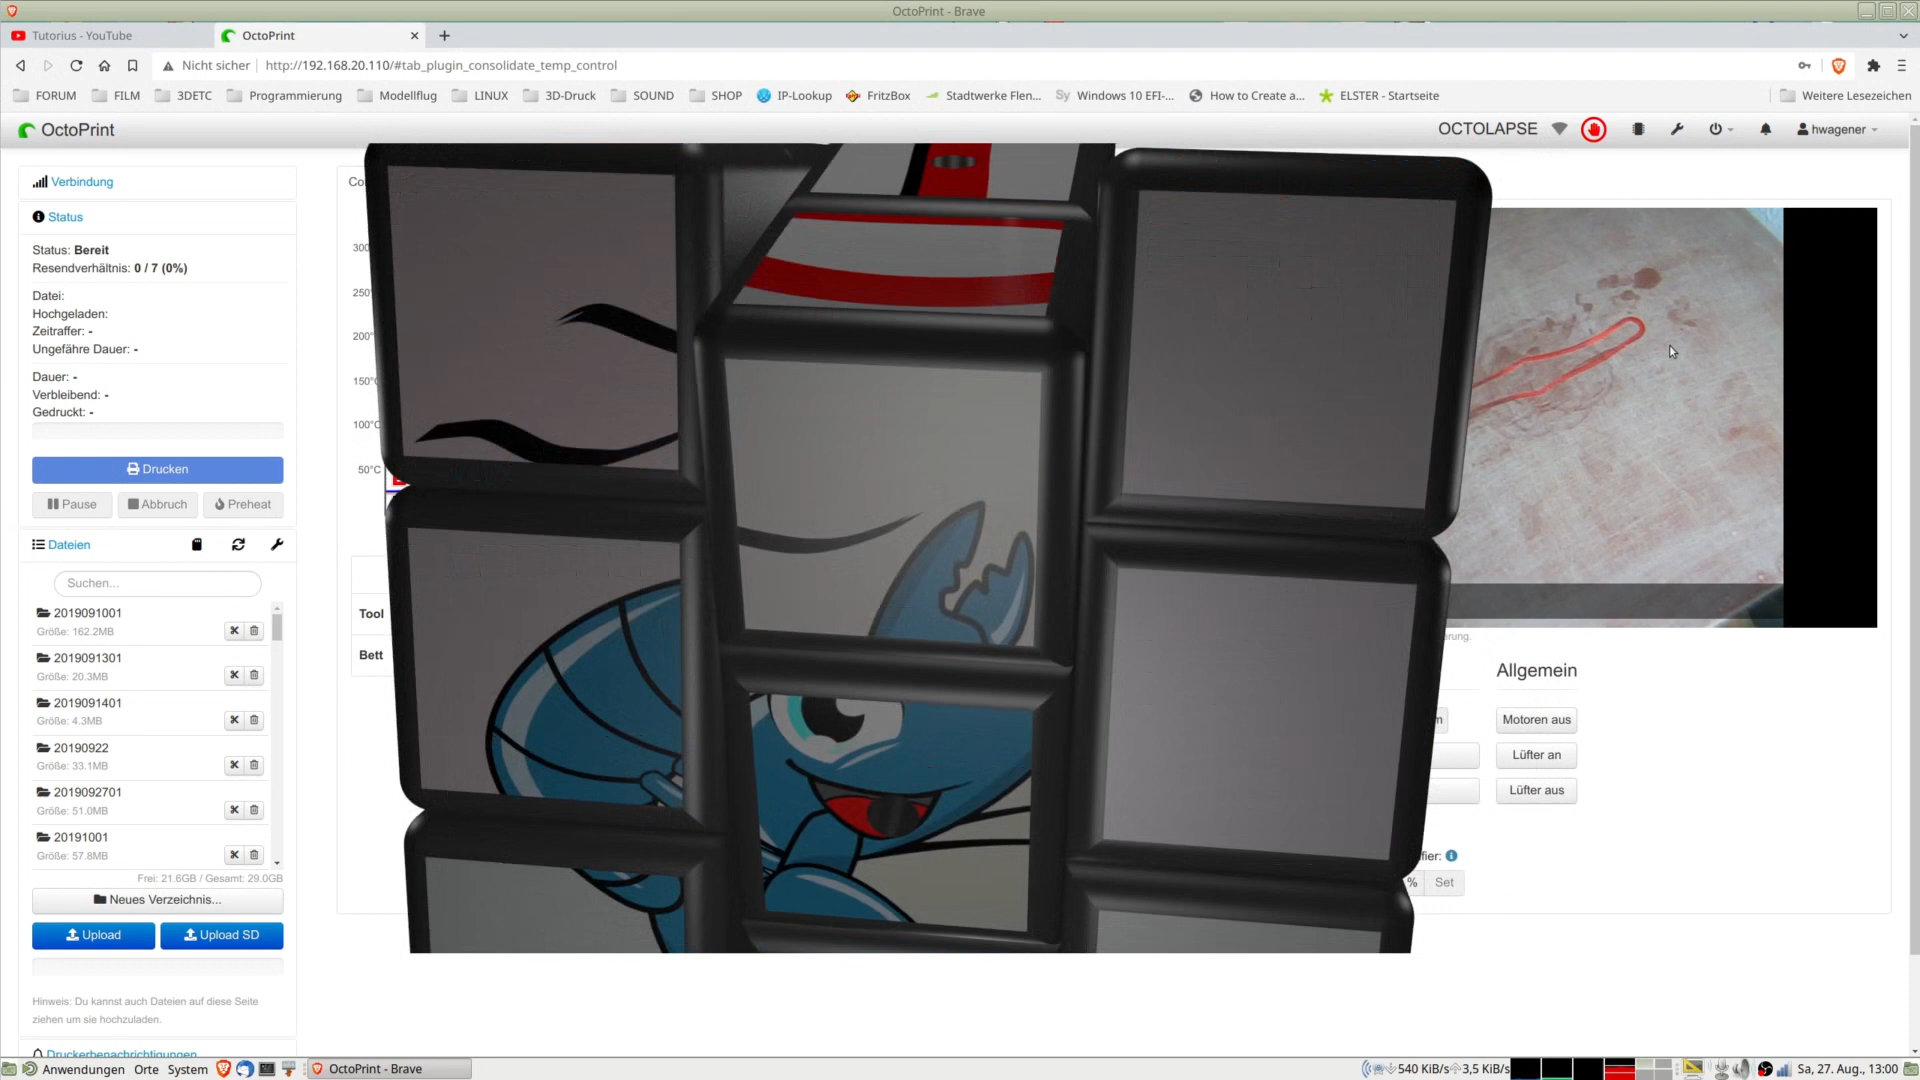 OctoPrint - Brave
Tutorius - YouTube
OctoPrint
Nicht sicher
http://192.168.20.110/#tab_plugin_consolidate_temp_control
FORUM
FILM
3DETC
Programmierung
Modellflug
LINUX
3D-Druck
SOUND
SHOP
IP-Lookup
FritzBox
Stadtwerke Flen...
Windows 10 EFI-...
How to Create a...
ELSTER - Startseite
Weitere Lesezeichen
OctoPrint
OCTOLAPSE
hwagener
Verbindung
Status
Status: Bereit
Resendverhältnis: 0 / 7 (0%)
Datei:
Hochgeladen:
Zeitraffer: -
Ungefähre Dauer: -
Dauer: -
Verbleibend: -
Gedruckt: -
Drucken
Pause
Abbruch
Preheat
Dateien
Suchen...
2019091001
Größe: 162.2MB
2019091301
Größe: 20.3MB
2019091401
Größe: 4.3MB
20190922
Größe: 33.1MB
2019092701
Größe: 51.0MB
20191001
Größe: 57.8MB
Frei: 21.6GB / Gesamt: 29.0GB
Neues Verzeichnis...
Upload
Upload SD
Hinweis: Du kannst auch Dateien auf diese Seite
ziehen um sie hochzuladen.
Druckerbenachrichtigungen
Co
300
250
200
150°
100°C
50°C
Tool
Bett
erung.
Allgemein
Motoren aus
Lüfter an
Lüfter aus
fier:
%
Set
Anwendungen
Orte
System
OctoPrint - Brave
540 KiB/s
3,5 KiB/s
Sa, 27. Aug., 13:00